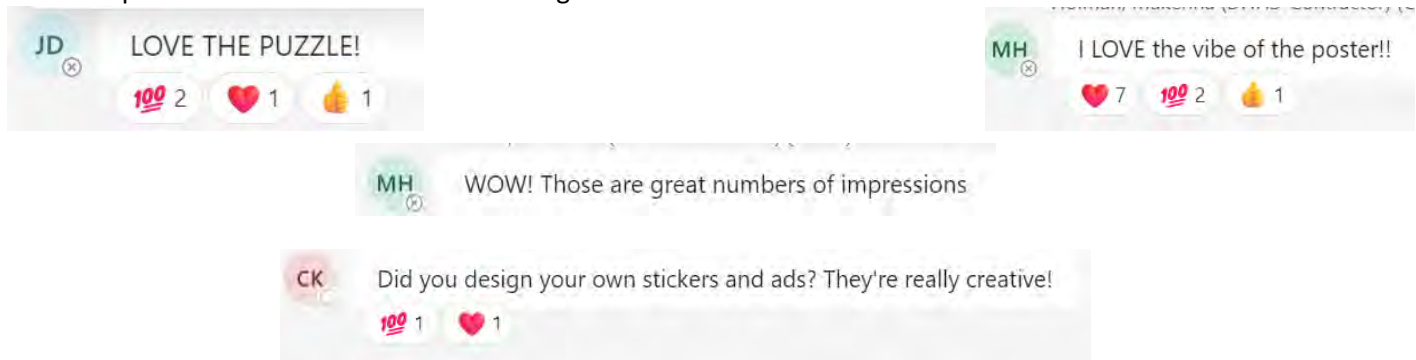 JD LOVE THE PUZZLE!
💯 2 ❤️ 1 👍 1
MH I LOVE the vibe of the poster!!
❤️ 7 💯 2 👍 1
MH WOW! Those are great numbers of impressions
CK Did you design your own stickers and ads? They're really creative!
💯 1 ❤️ 1